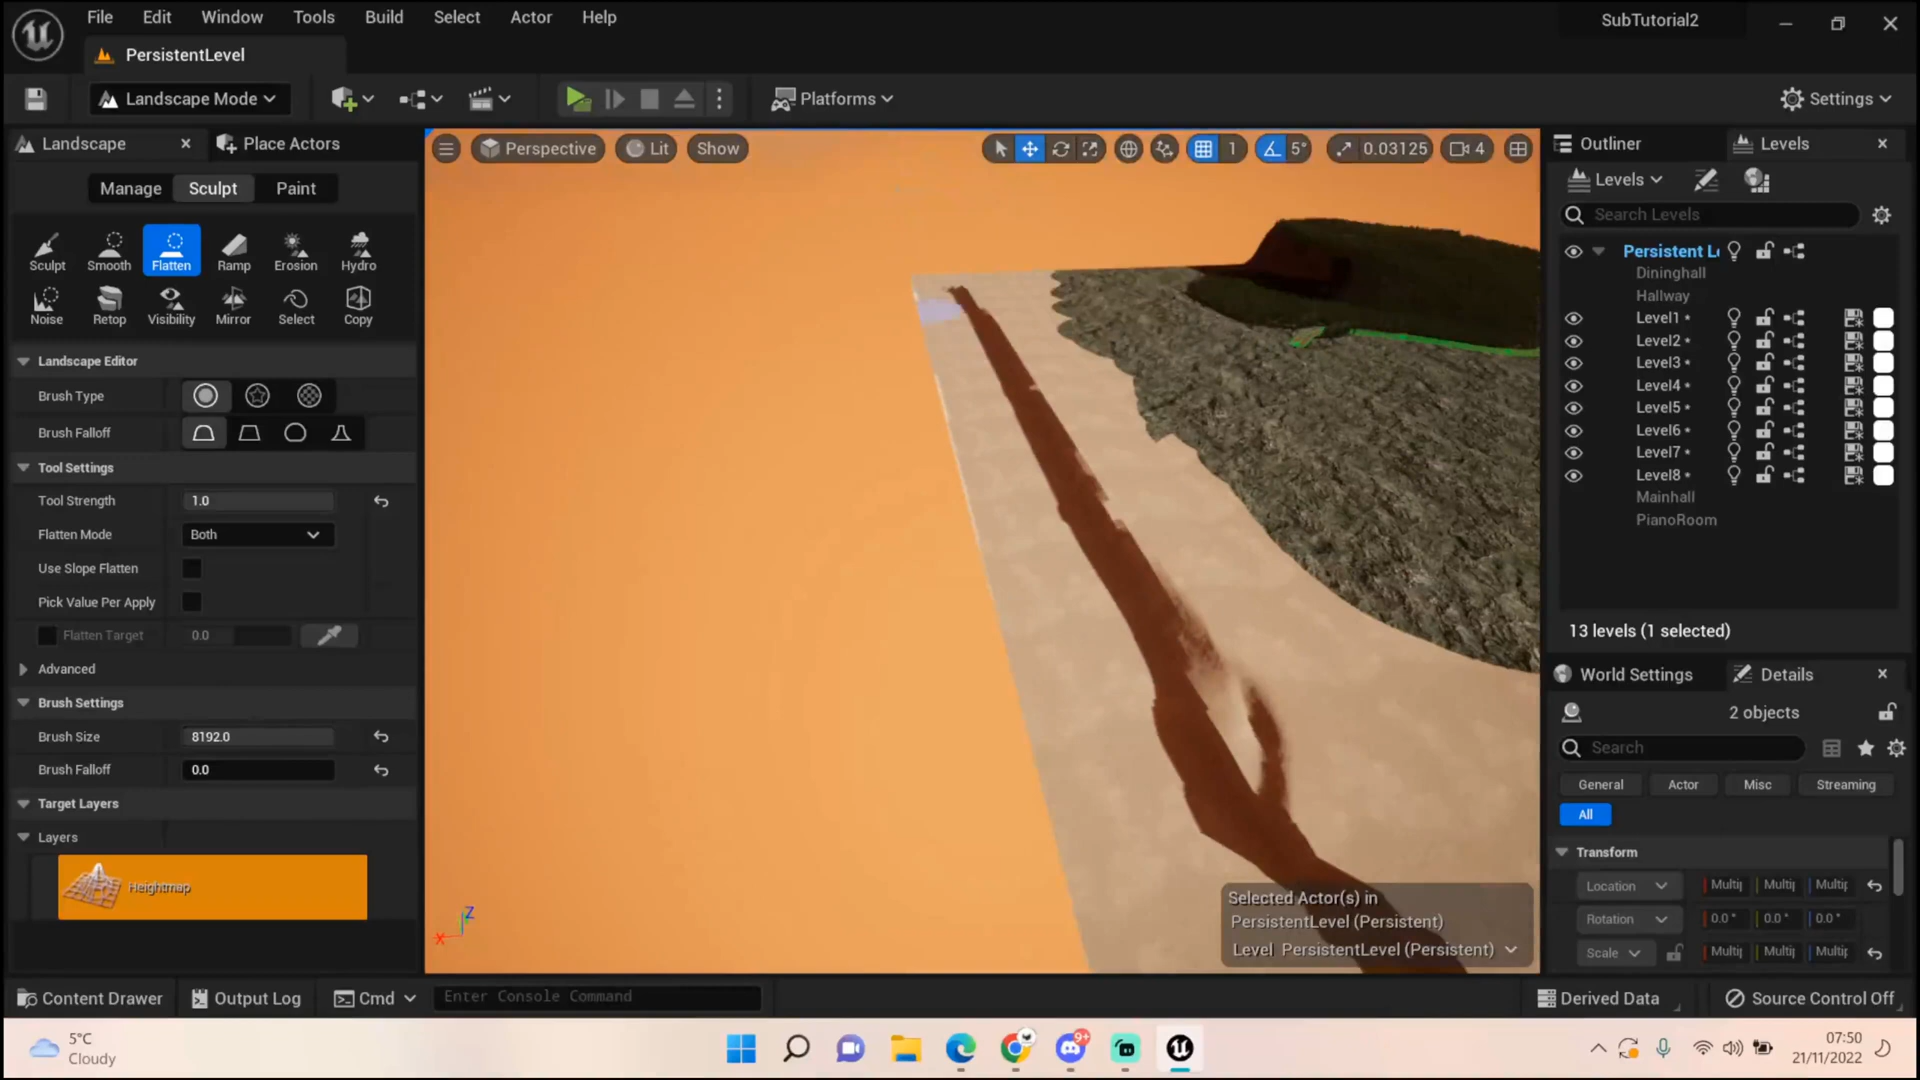 File Edit Window Tools Build Select Actor Help
SubTutorial2
PersistentLevel
Landscape Mode
Platforms
Settings
Landscape
Place Actors
Perspective
Lit
Show
1
5°
0.03125
4
Outliner
Levels
Manage
Sculpt
Paint
Levels
Search Levels
Sculpt Smooth Flatten Ramp Erosion Hydro
Noise Retop Visibility Mirror Select Copy
Persistent L
Dininghall
Hallway
Level1 *
Level2 *
Level3 *
Level4 *
Level5 *
Level6 *
Level7 *
Level8 *
Mainhall
PianoRoom
13 levels (1 selected)
Landscape Editor
Brush Type
Brush Falloff
Tool Settings
Tool Strength 1.0
Flatten Mode Both
Use Slope Flatten
Pick Value Per Apply
Flatten Target 0.0
Advanced
Brush Settings
Brush Size 8192.0
Brush Falloff 0.0
Target Layers
Layers
Heightmap
World Settings
Details
2 objects
Search
General Actor Misc Streaming
All
Transform
Location Multi Multi Multi
Rotation 0.0° 0.0° 0.0°
Scale Multi Multi Multi
Z
X
Selected Actor(s) in
PersistentLevel (Persistent)
Level PersistentLevel (Persistent)
Content Drawer
Output Log
Cmd
Enter Console Command
Derived Data
Source Control Off
5°C
Cloudy
9+
07:50
21/11/2022